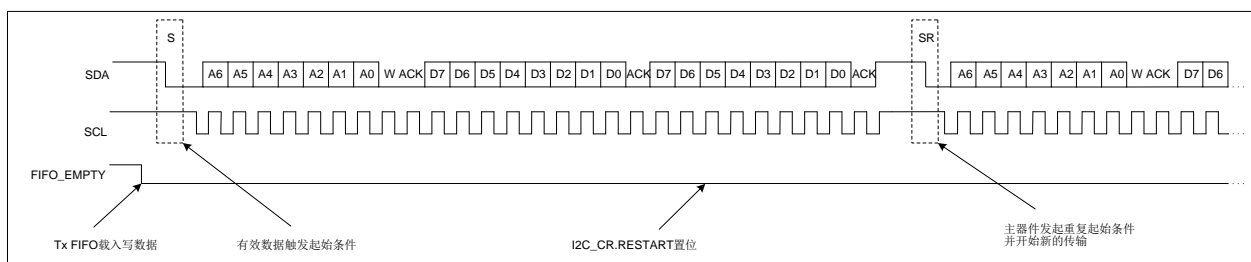 S SR
SDA A6 A5 A4 A3 A2 A1 A0 W ACK D7 D6 D5 D4 D3 D2 D1 D0 ACK D7 D6 D5 D4 D3 D2 D1 D0 ACK A6 A5 A4 A3 A2 A1 A0 W ACK D7 D6
SCL
FIFO_EMPTY
Tx FIFO载入写数据 有效数据触发起始条件 I2C_CR.RESTART置位 主器件发起重复起始条件
并开始新的传输